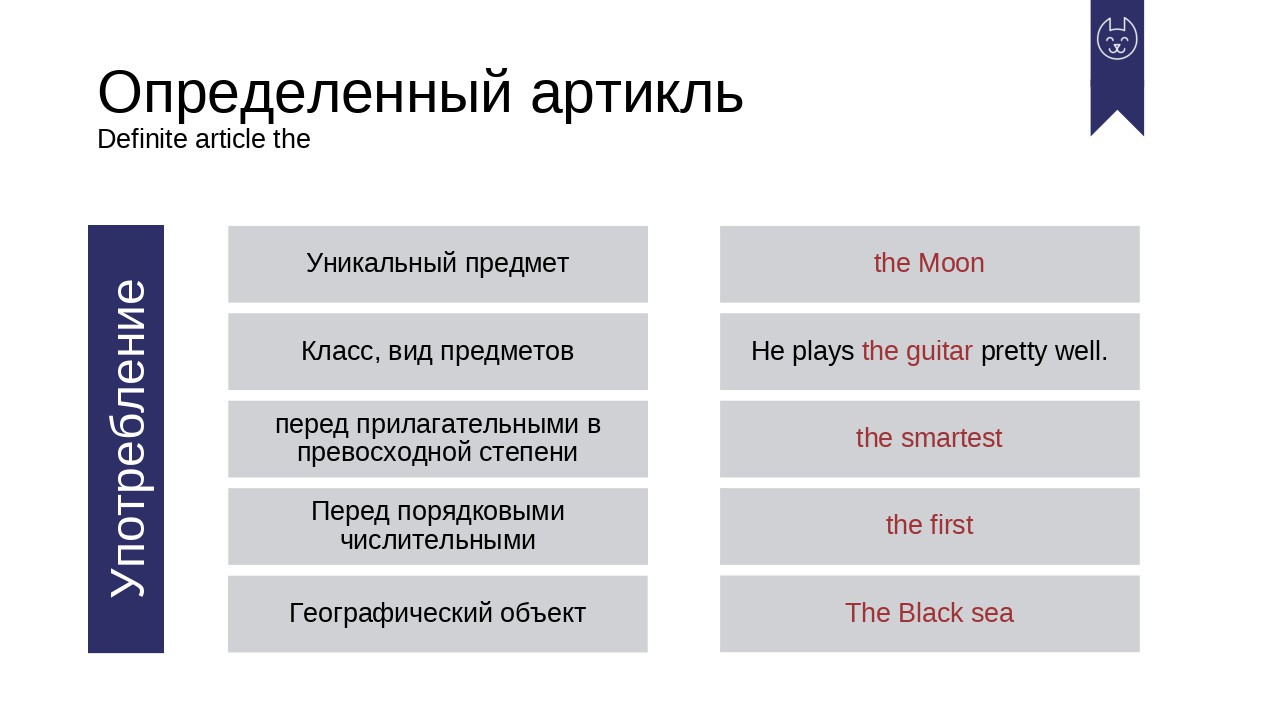 Определенный артикль
Definite article the
Употребление
Уникальный предмет
the Moon
Класс, вид предметов
He plays the guitar pretty well.
перед прилагательными в
превосходной степени
the smartest
Перед порядковыми
числительными
the first
Географический объект
The Black sea